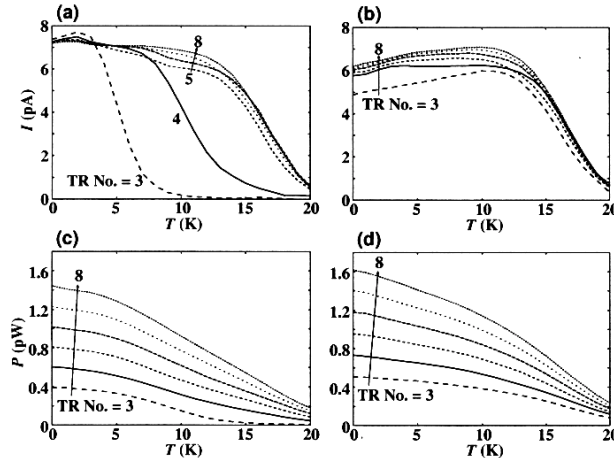 (a)
8
6
4
2
0
I (pA)
8
5
4
TR No. = 3
0 5 10 15 20
T (K)
(b)
8
6
4
2
0
I (pA)
8
TR No. = 3
0 5 10 15 20
T (K)
(c)
1.6
1.2
0.8
0.4
0
P (pW)
8
TR No. = 3
0 5 10 15 20
T (K)
(d)
1.6
1.2
0.8
0.4
0
P (pW)
8
TR No. = 3
0 5 10 15 20
T (K)